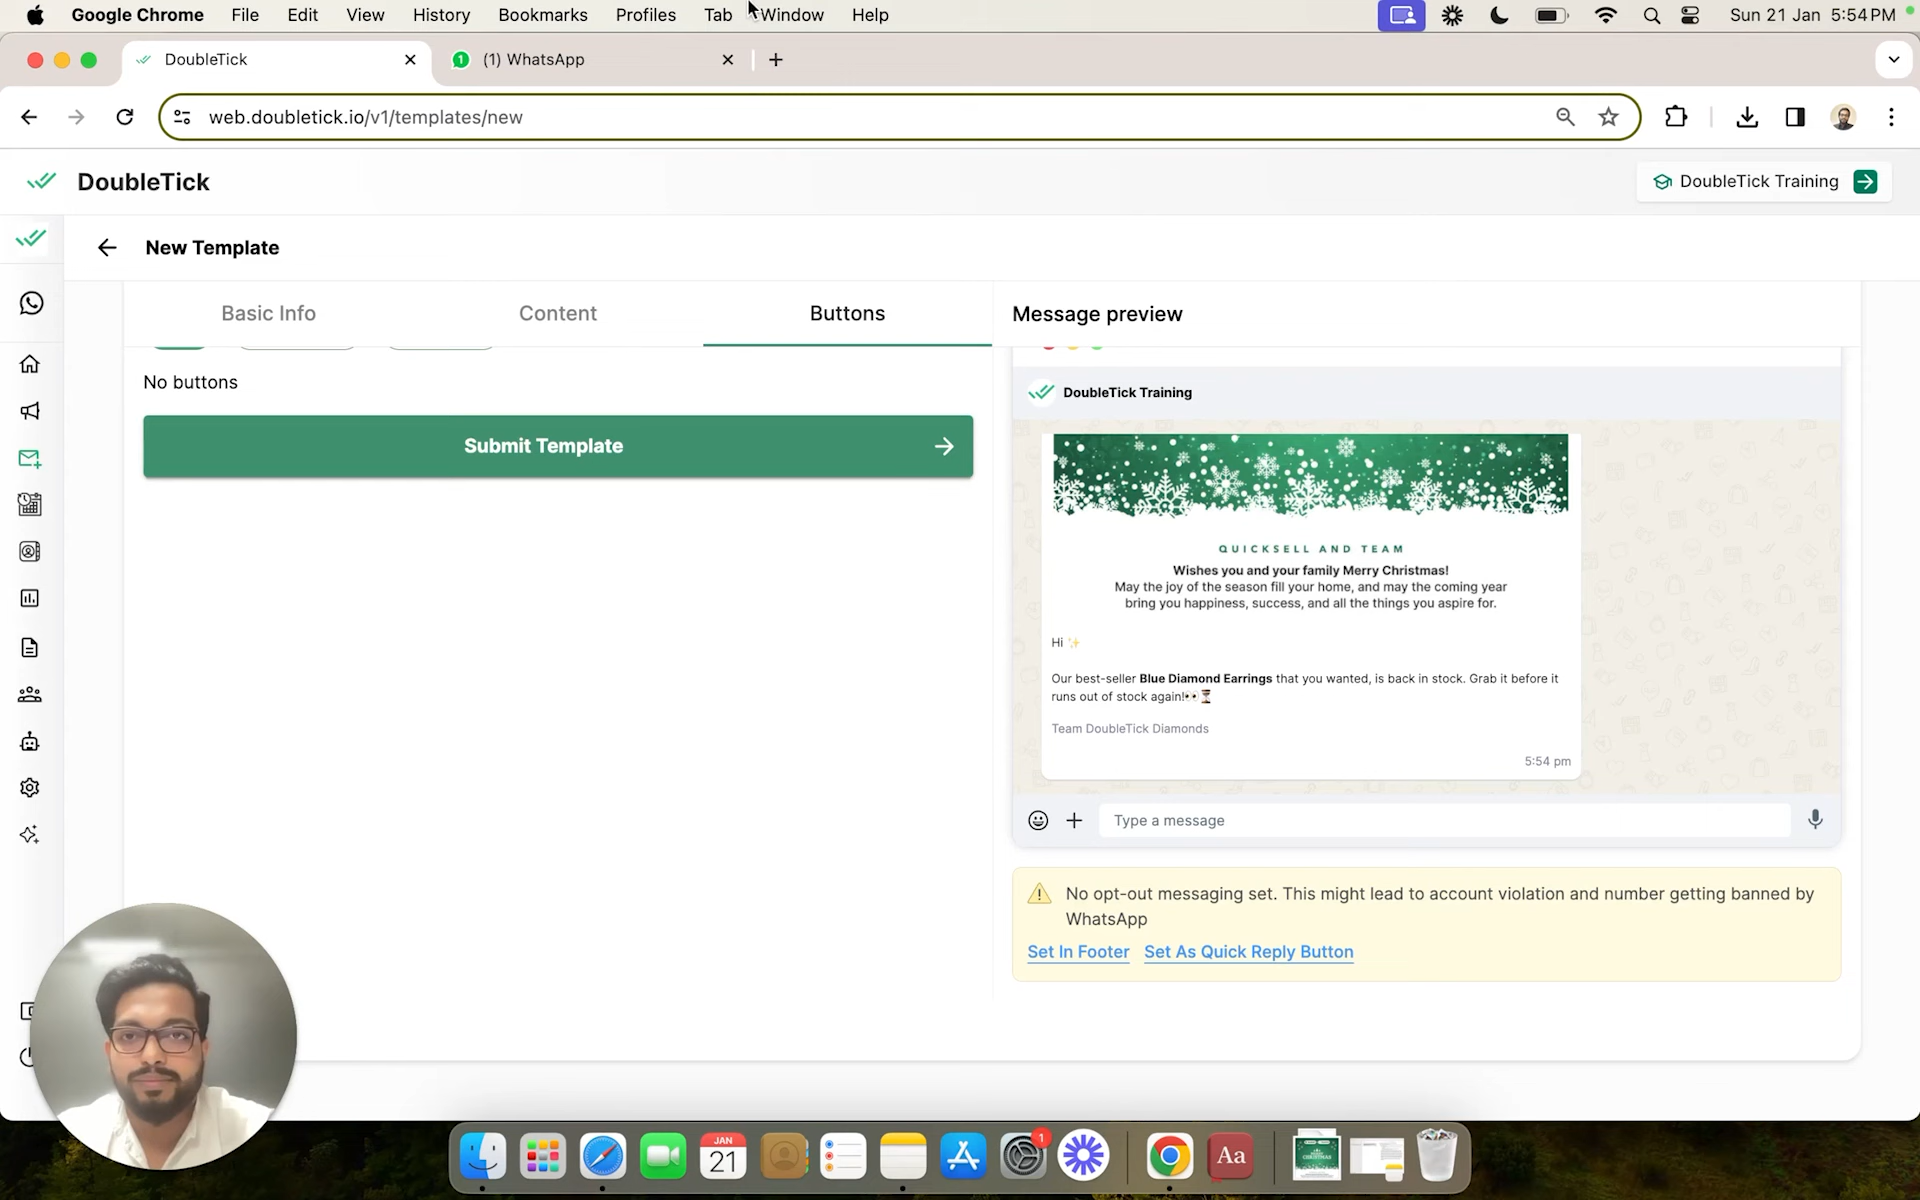 Google Chrome File Edit View History Bookmarks Profiles Tab Window Help Sun 21 Jan 5:54 PM
DoubleTick
1 (1) WhatsApp
web.doubletick.io/v1/templates/new
DoubleTick
DoubleTick Training
New Template
Basic Info Content Buttons
Message preview
No buttons
Submit Template
DoubleTick Training
QUICKSELL AND TEAM
Wishes you and your family Merry Christmas!
May the joy of the season fill your home, and may the coming year
bring you happiness, success, and all the things you aspire for.
Hi ✨
Our best-seller Blue Diamond Earrings that you wanted, is back in stock. Grab it before it
runs out of stock again!👀⏳
Team DoubleTick Diamonds
5:54 pm
Type a message
No opt-out messaging set. This might lead to account violation and number getting banned by
WhatsApp
Set In Footer Set As Quick Reply Button
JAN
21
1
Aa
CHRISTMAS